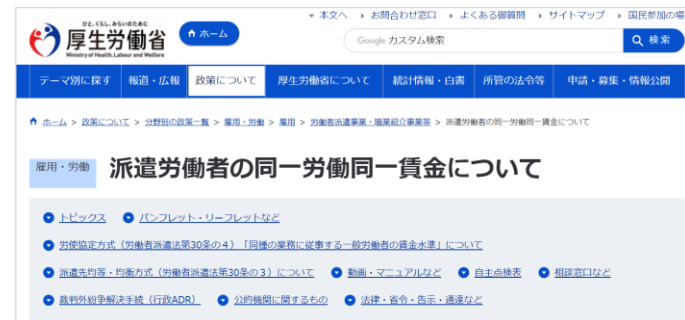 本文へ お問合わせ窓口 よくある御質問 サイトマップ 国民参加の場
ひと、くらし、みらいのために
厚生労働省
Ministry of Health, Labour and Welfare
ホーム
Google カスタム検索
検索
テーマ別に探す 報道・広報 政策について 厚生労働省について 統計情報・白書 所管の法令等 申請・募集・情報公開
ホーム > 政策について > 分野別の政策一覧 > 雇用・労働 > 雇用 > 労働者派遣事業・職業紹介事業等 > 派遣労働者の同一労働同一賃金について
雇用・労働 派遣労働者の同一労働同一賃金について
トピックス パンフレット・リーフレットなど
労使協定方式（労働者派遣法第30条の４）「同種の業務に従事する一般労働者の賃金水準」について
派遣先均等・均衡方式（労働者派遣法第30条の３）について 動画・マニュアルなど 自主点検表 相談窓口など
裁判外紛争解決手続（行政ADR） 公的機関に関するもの 法律・省令・告示・通達など